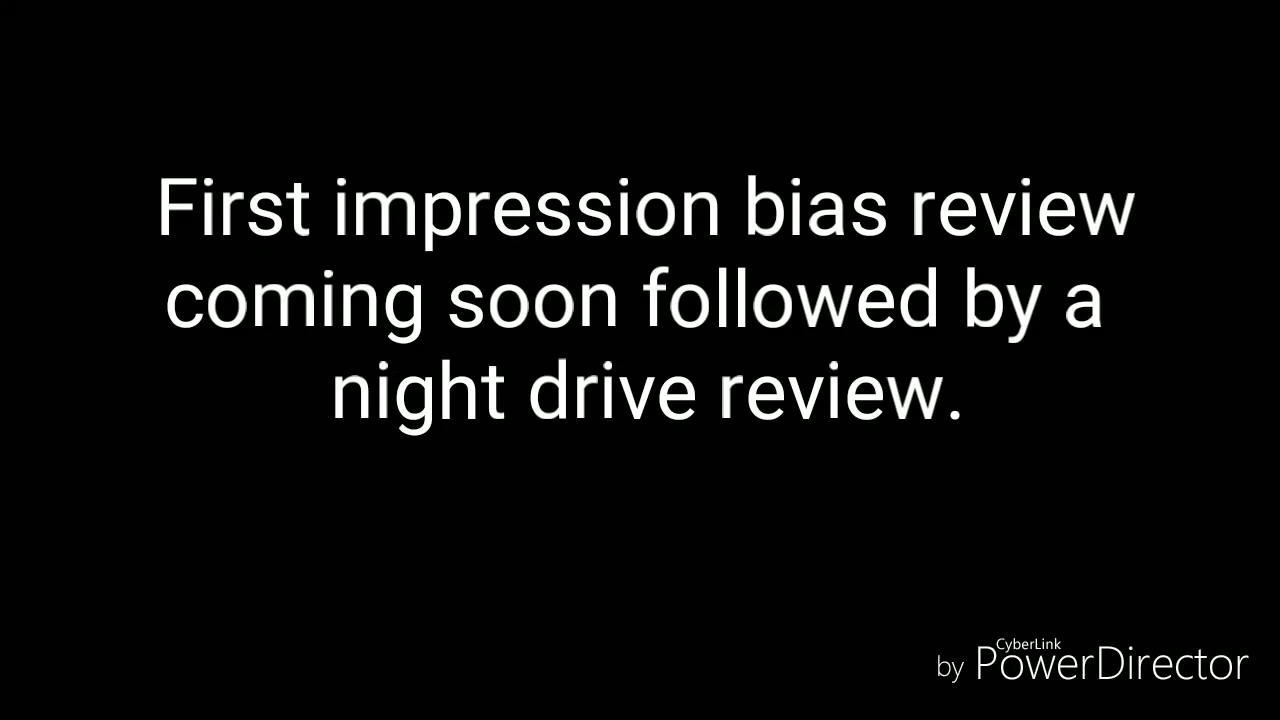 First impression bias review
coming soon followed by a
night drive review.
CyberLink
by PowerDirector